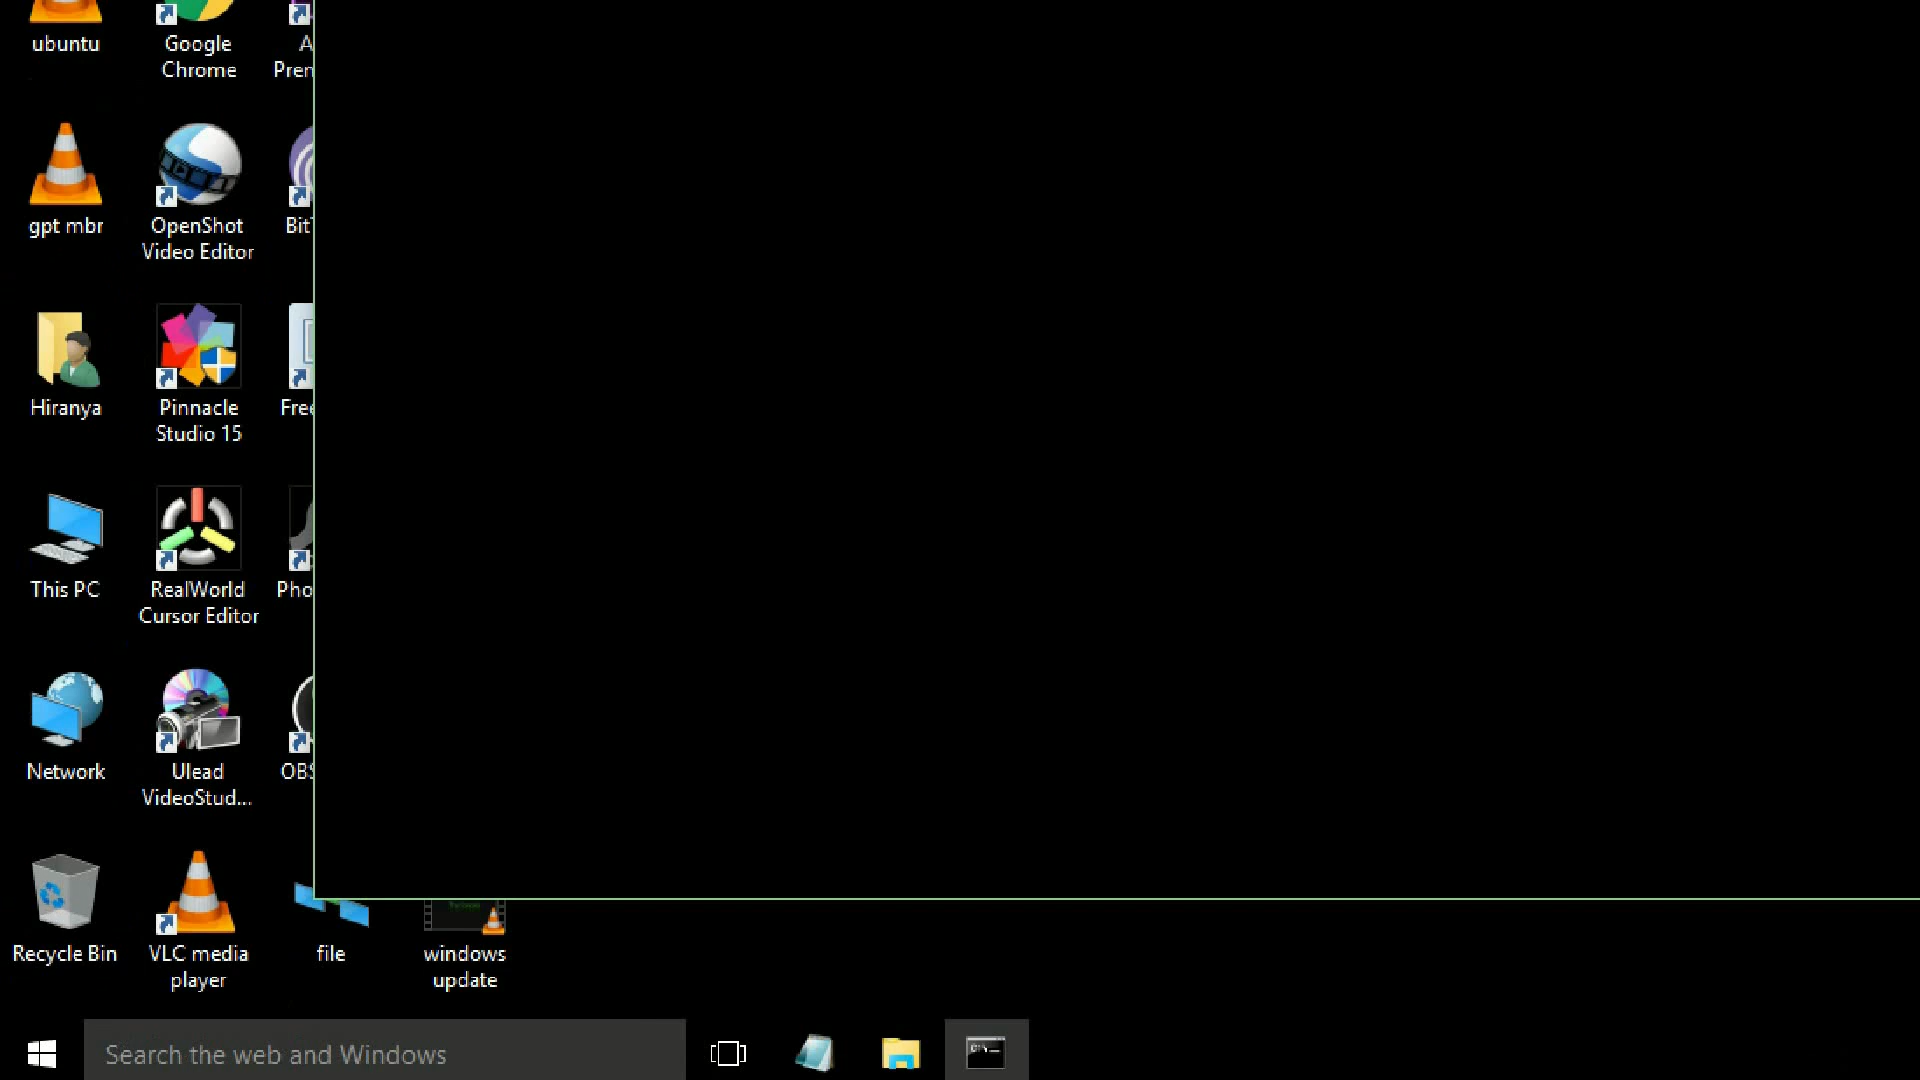 ubuntu
Google
Chrome
A
Pren
gpt mbr
OpenShot
Video Editor
Bit
Hiranya
Pinnacle
Studio 15
Free
This PC
RealWorld
Cursor Editor
Pho
Network
Ulead
VideoStud...
OBS
Recycle Bin
VLC media
player
file
windows
update
Search the web and Windows